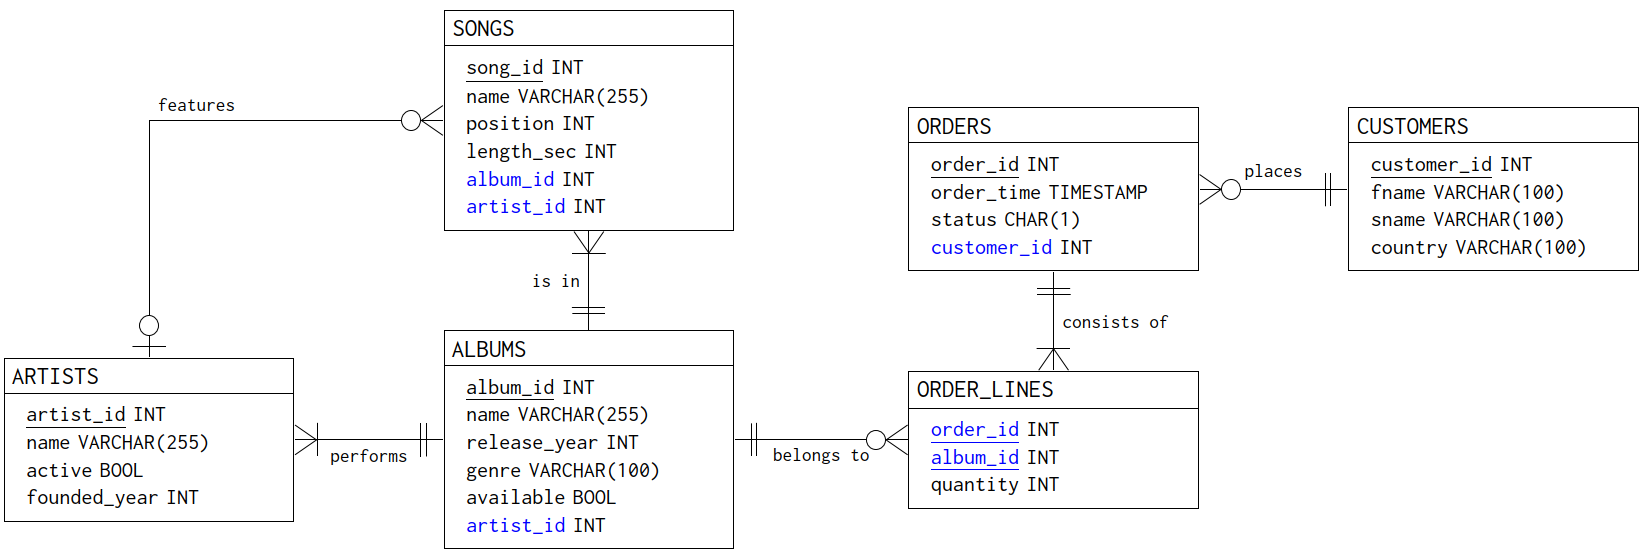 SONGS
song_id INT
name VARCHAR(255)
position INT
length_sec INT
album_id INT
artist_id INT
features
is in
ORDERS
order_id INT
order_time TIMESTAMP
status CHAR(1)
customer_id INT
places
CUSTOMERS
customer_id INT
fname VARCHAR(100)
sname VARCHAR(100)
country VARCHAR(100)
consists of
ARTISTS
artist_id INT
name VARCHAR(255)
active BOOL
founded_year INT
performs
ALBUMS
album_id INT
name VARCHAR(255)
release_year INT
genre VARCHAR(100)
available BOOL
artist_id INT
belongs to
ORDER_LINES
order_id INT
album_id INT
quantity INT